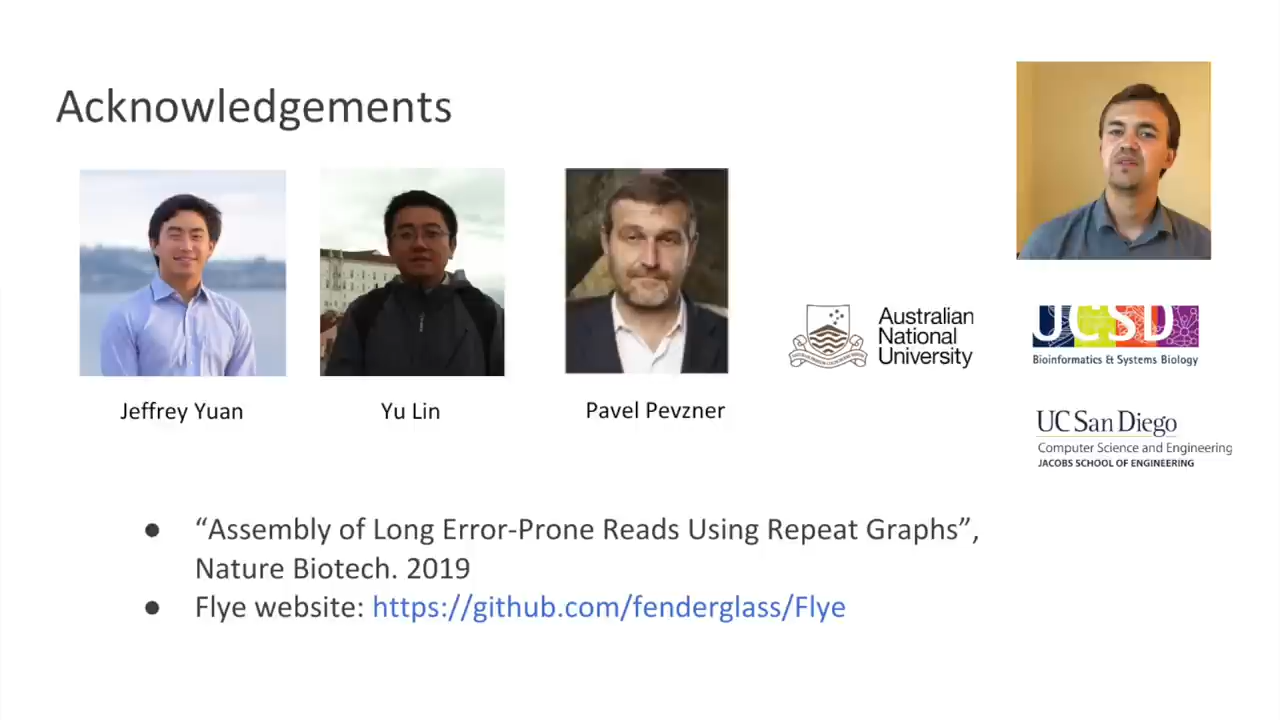 Acknowledgements
Jeffrey Yuan
Yu Lin
Pavel Pevzner
Australian
National
University
UCSD
Bioinformatics & Systems Biology
UC San Diego
Computer Science and Engineering
JACOBS SCHOOL OF ENGINEERING
● “Assembly of Long Error-Prone Reads Using Repeat Graphs”,
Nature Biotech. 2019
● Flye website: https://github.com/fenderglass/Flye